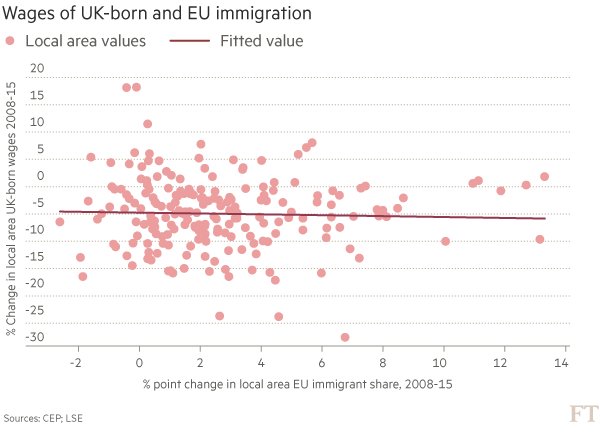 Wages of UK-born and EU immigration
Local area values
Fitted value
% Change in local area UK-born wages 2008-15
20
15
10
5
0
-5
-10
-15
-20
-25
-30
-2
0
2
4
6
8
10
12
14
% point change in local area EU immigrant share, 2008-15
Sources: CEP; LSE
FT